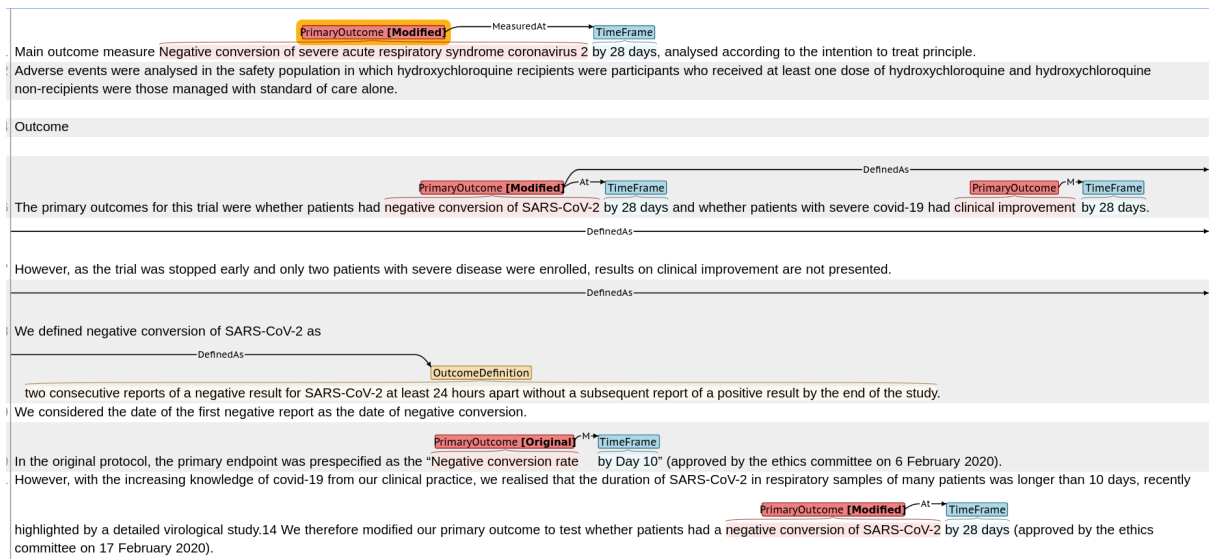 PrimaryOutcome [Modified] MeasuredAt TimeFrame
Main outcome measure Negative conversion of severe acute respiratory syndrome coronavirus 2 by 28 days, analysed according to the intention to treat principle.
Adverse events were analysed in the safety population in which hydroxychloroquine recipients were participants who received at least one dose of hydroxychloroquine and hydroxychloroquine
non-recipients were those managed with standard of care alone.
Outcome
DefinedAs
PrimaryOutcome [Modified] At TimeFrame PrimaryOutcome M TimeFrame
The primary outcomes for this trial were whether patients had negative conversion of SARS-CoV-2 by 28 days and whether patients with severe covid-19 had clinical improvement by 28 days.
DefinedAs
However, as the trial was stopped early and only two patients with severe disease were enrolled, results on clinical improvement are not presented.
DefinedAs
We defined negative conversion of SARS-CoV-2 as
DefinedAs
OutcomeDefinition
two consecutive reports of a negative result for SARS-CoV-2 at least 24 hours apart without a subsequent report of a positive result by the end of the study.
We considered the date of the first negative report as the date of negative conversion.
PrimaryOutcome [Original] M TimeFrame
In the original protocol, the primary endpoint was prespecified as the “Negative conversion rate by Day 10” (approved by the ethics committee on 6 February 2020).
However, with the increasing knowledge of covid-19 from our clinical practice, we realised that the duration of SARS-CoV-2 in respiratory samples of many patients was longer than 10 days, recently
PrimaryOutcome [Modified] At TimeFrame
highlighted by a detailed virological study.14 We therefore modified our primary outcome to test whether patients had a negative conversion of SARS-CoV-2 by 28 days (approved by the ethics
committee on 17 February 2020).